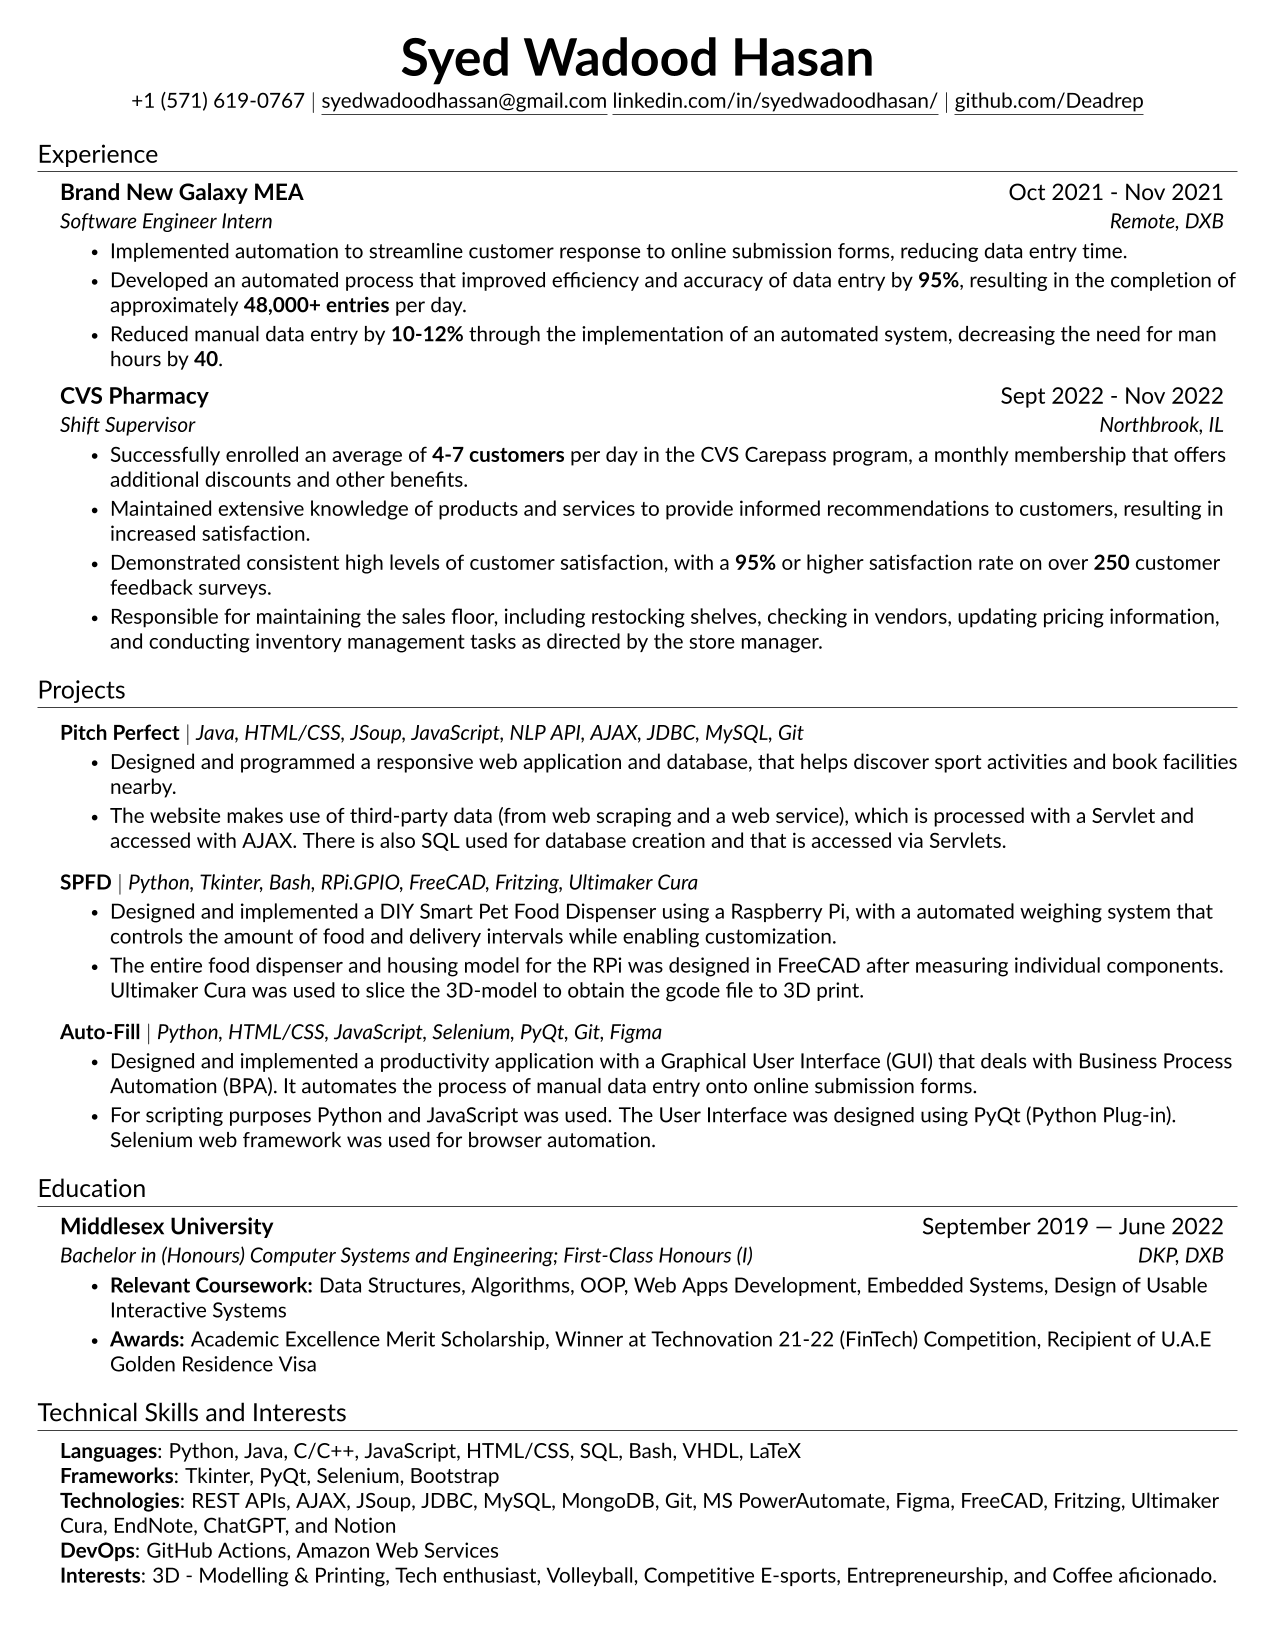 Syed Wadood Hasan
+1 (571) 619-0767 | syedwadoodhassan@gmail.com linkedin.com/in/syedwadoodhasan/ | github.com/Deadrep
Experience
Brand New Galaxy MEA Oct 2021 - Nov 2021
Software Engineer Intern Remote, DXB
• Implemented automation to streamline customer response to online submission forms, reducing data entry time.
• Developed an automated process that improved efficiency and accuracy of data entry by 95%, resulting in the completion of
approximately 48,000+ entries per day.
• Reduced manual data entry by 10-12% through the implementation of an automated system, decreasing the need for man
hours by 40.
CVS Pharmacy Sept 2022 - Nov 2022
Shift Supervisor Northbrook, IL
• Successfully enrolled an average of 4-7 customers per day in the CVS Carepass program, a monthly membership that offers
additional discounts and other benefits.
• Maintained extensive knowledge of products and services to provide informed recommendations to customers, resulting in
increased satisfaction.
• Demonstrated consistent high levels of customer satisfaction, with a 95% or higher satisfaction rate on over 250 customer
feedback surveys.
• Responsible for maintaining the sales floor, including restocking shelves, checking in vendors, updating pricing information,
and conducting inventory management tasks as directed by the store manager.
Projects
Pitch Perfect | Java, HTML/CSS, JSoup, JavaScript, NLP API, AJAX, JDBC, MySQL, Git
• Designed and programmed a responsive web application and database, that helps discover sport activities and book facilities
nearby.
• The website makes use of third-party data (from web scraping and a web service), which is processed with a Servlet and
accessed with AJAX. There is also SQL used for database creation and that is accessed via Servlets.
SPFD | Python, Tkinter, Bash, RPi.GPIO, FreeCAD, Fritzing, Ultimaker Cura
• Designed and implemented a DIY Smart Pet Food Dispenser using a Raspberry Pi, with a automated weighing system that
controls the amount of food and delivery intervals while enabling customization.
• The entire food dispenser and housing model for the RPi was designed in FreeCAD after measuring individual components.
Ultimaker Cura was used to slice the 3D-model to obtain the gcode file to 3D print.
Auto-Fill | Python, HTML/CSS, JavaScript, Selenium, PyQt, Git, Figma
• Designed and implemented a productivity application with a Graphical User Interface (GUI) that deals with Business Process
Automation (BPA). It automates the process of manual data entry onto online submission forms.
• For scripting purposes Python and JavaScript was used. The User Interface was designed using PyQt (Python Plug-in).
Selenium web framework was used for browser automation.
Education
Middlesex University September 2019 — June 2022
Bachelor in (Honours) Computer Systems and Engineering; First-Class Honours (I) DKP, DXB
• Relevant Coursework: Data Structures, Algorithms, OOP, Web Apps Development, Embedded Systems, Design of Usable
Interactive Systems
• Awards: Academic Excellence Merit Scholarship, Winner at Technovation 21-22 (FinTech) Competition, Recipient of U.A.E
Golden Residence Visa
Technical Skills and Interests
Languages: Python, Java, C/C++, JavaScript, HTML/CSS, SQL, Bash, VHDL, LaTeX
Frameworks: Tkinter, PyQt, Selenium, Bootstrap
Technologies: REST APIs, AJAX, JSoup, JDBC, MySQL, MongoDB, Git, MS PowerAutomate, Figma, FreeCAD, Fritzing, Ultimaker
Cura, EndNote, ChatGPT, and Notion
DevOps: GitHub Actions, Amazon Web Services
Interests: 3D - Modelling & Printing, Tech enthusiast, Volleyball, Competitive E-sports, Entrepreneurship, and Coffee aficionado.